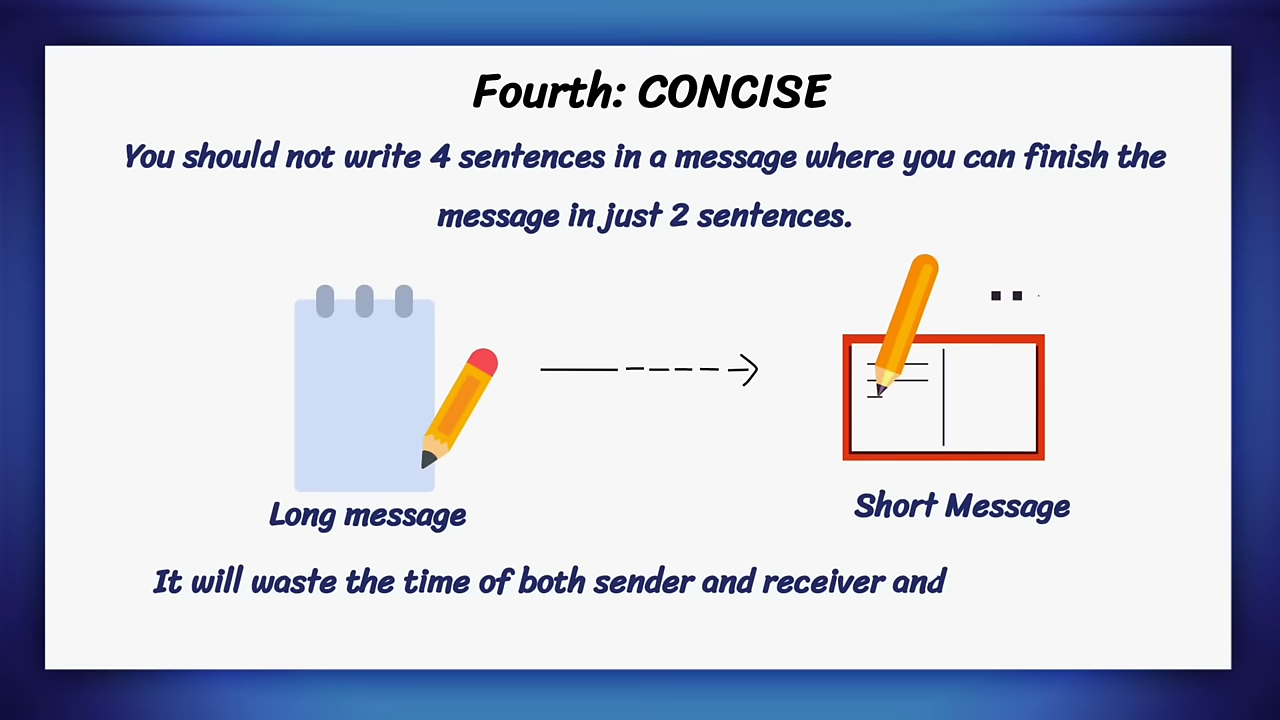 Fourth: CONCISE
You should not write 4 sentences in a message where you can finish the
message in just 2 sentences.
Long message
Short Message
It will waste the time of both sender and receiver and